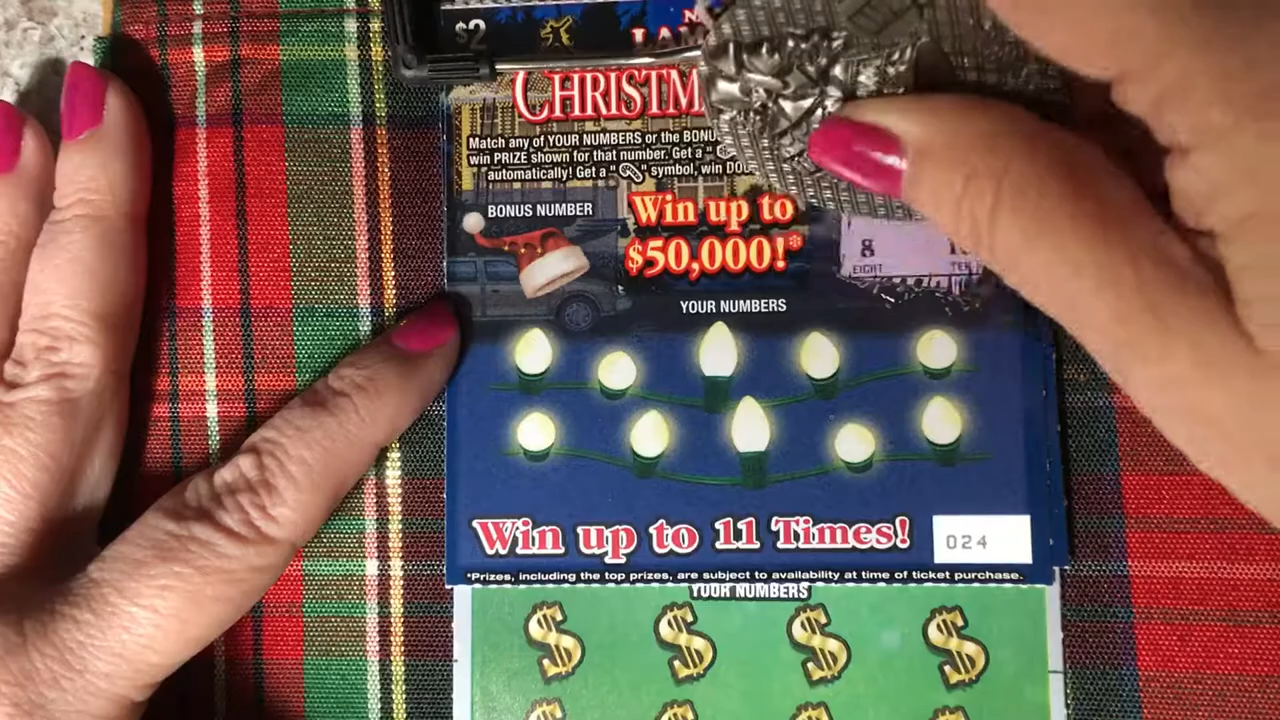 $2
CHRISTM
Match any of YOUR NUMBERS or the BONU
win PRIZE shown for that number. Get a "
automatically! Get a " " symbol, win DOU
BONUS NUMBER
Win up to
$50,000!*
8
EIGHT
YOUR NUMBERS
Win up to 11 Times!
024
*Prizes, including the top prizes, are subject to availability at time of ticket purchase.
YOUR NUMBERS
$ $ $ $